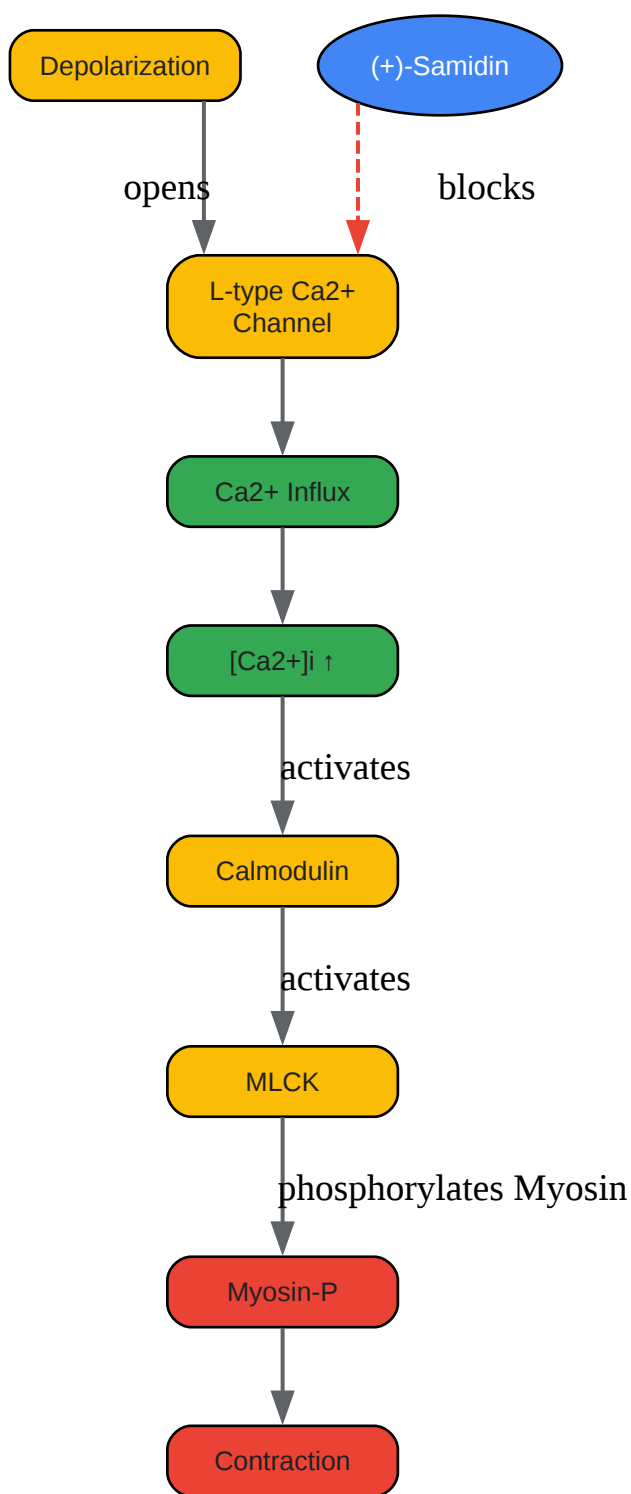 Depolarization
(+)-Samidin
opens
blocks
L-type Ca2+
Channel
Ca2+ Influx
[Ca2+]i ↑
activates
Calmodulin
activates
MLCK
phosphorylates Myosin
Myosin-P
Contraction